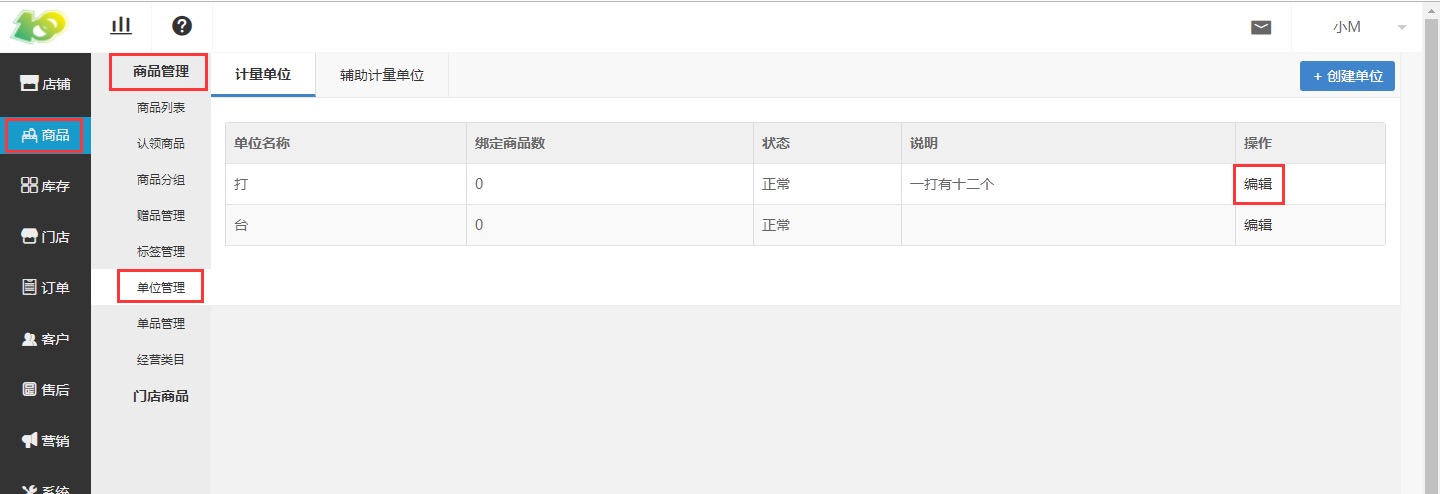 小M
店铺
商品
库存
门店
订单
客户
售后
营销
系统
商品管理
商品列表
认领商品
商品分组
赠品管理
标签管理
单位管理
单品管理
经营类目
门店商品
计量单位 辅助计量单位 + 创建单位
单位名称 绑定商品数 状态 说明 操作
打 0 正常 一打有十二个 编辑
台 0 正常 编辑